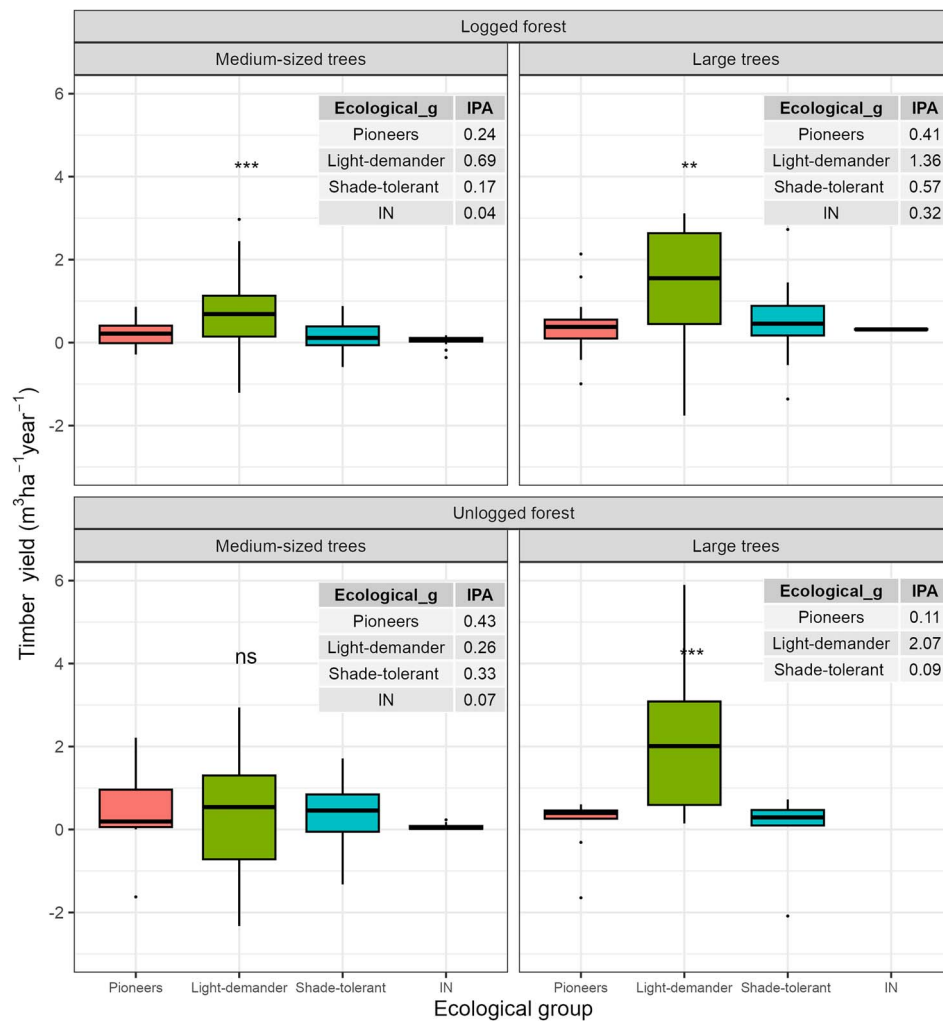 Logged forest
Medium-sized trees
Large trees
6
4
2
0
-2
Ecological_g IPA
Pioneers 0.24
Light-demander 0.69
Shade-tolerant 0.17
IN 0.04
***
Ecological_g IPA
Pioneers 0.41
Light-demander 1.36
Shade-tolerant 0.57
IN 0.32
**
Timber yield (m³ha⁻¹year⁻¹)
Unlogged forest
Medium-sized trees
Large trees
6
4
2
0
-2
Ecological_g IPA
Pioneers 0.43
Light-demander 0.26
Shade-tolerant 0.33
IN 0.07
ns
Ecological_g IPA
Pioneers 0.11
Light-demander 2.07
Shade-tolerant 0.09
***
Pioneers Light-demander Shade-tolerant IN
Pioneers Light-demander Shade-tolerant IN
Ecological group